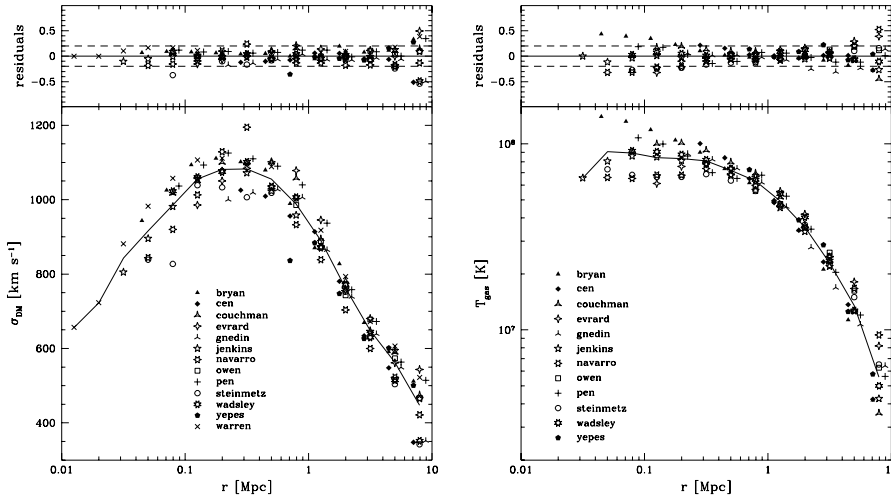 residuals
0.5
0
−0.5
1200
1000
800
600
400
σDM [km s⁻¹]
bryan
cen
couchman
evrard
gnedin
jenkins
navarro
owen
pen
steinmetz
wadsley
yepes
warren
0.01
0.1
1
10
r [Mpc]
residuals
0.5
0
−0.5
10⁸
10⁷
Tgas [K]
bryan
cen
couchman
evrard
gnedin
jenkins
navarro
owen
pen
steinmetz
wadsley
yepes
0.01
0.1
1
10
r [Mpc]